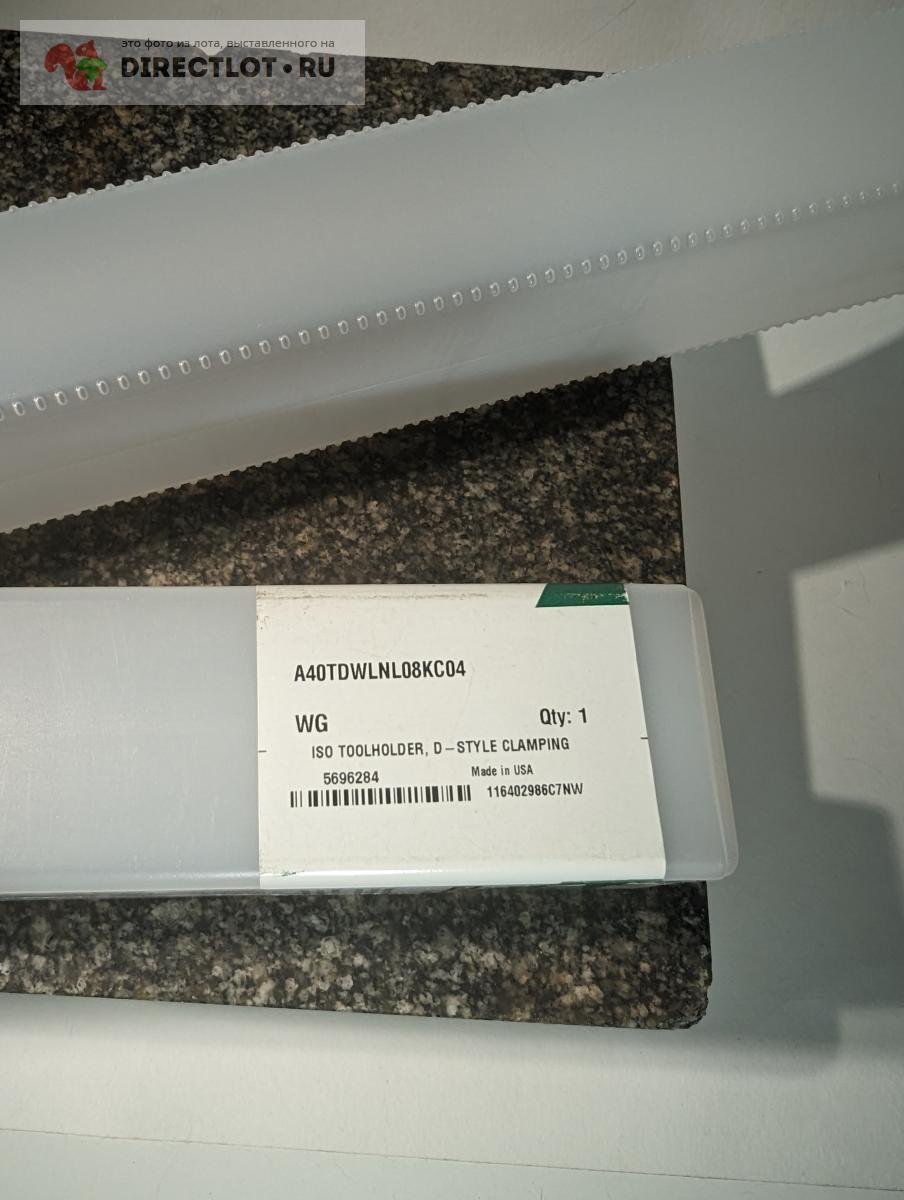 это фото из лота, выставленного на
DIRECTLOT • RU
A40TDWLNL08KC04
WG Qty: 1
ISO TOOLHOLDER, D-STYLE CLAMPING
5696284 Made in USA
116402986C7NW